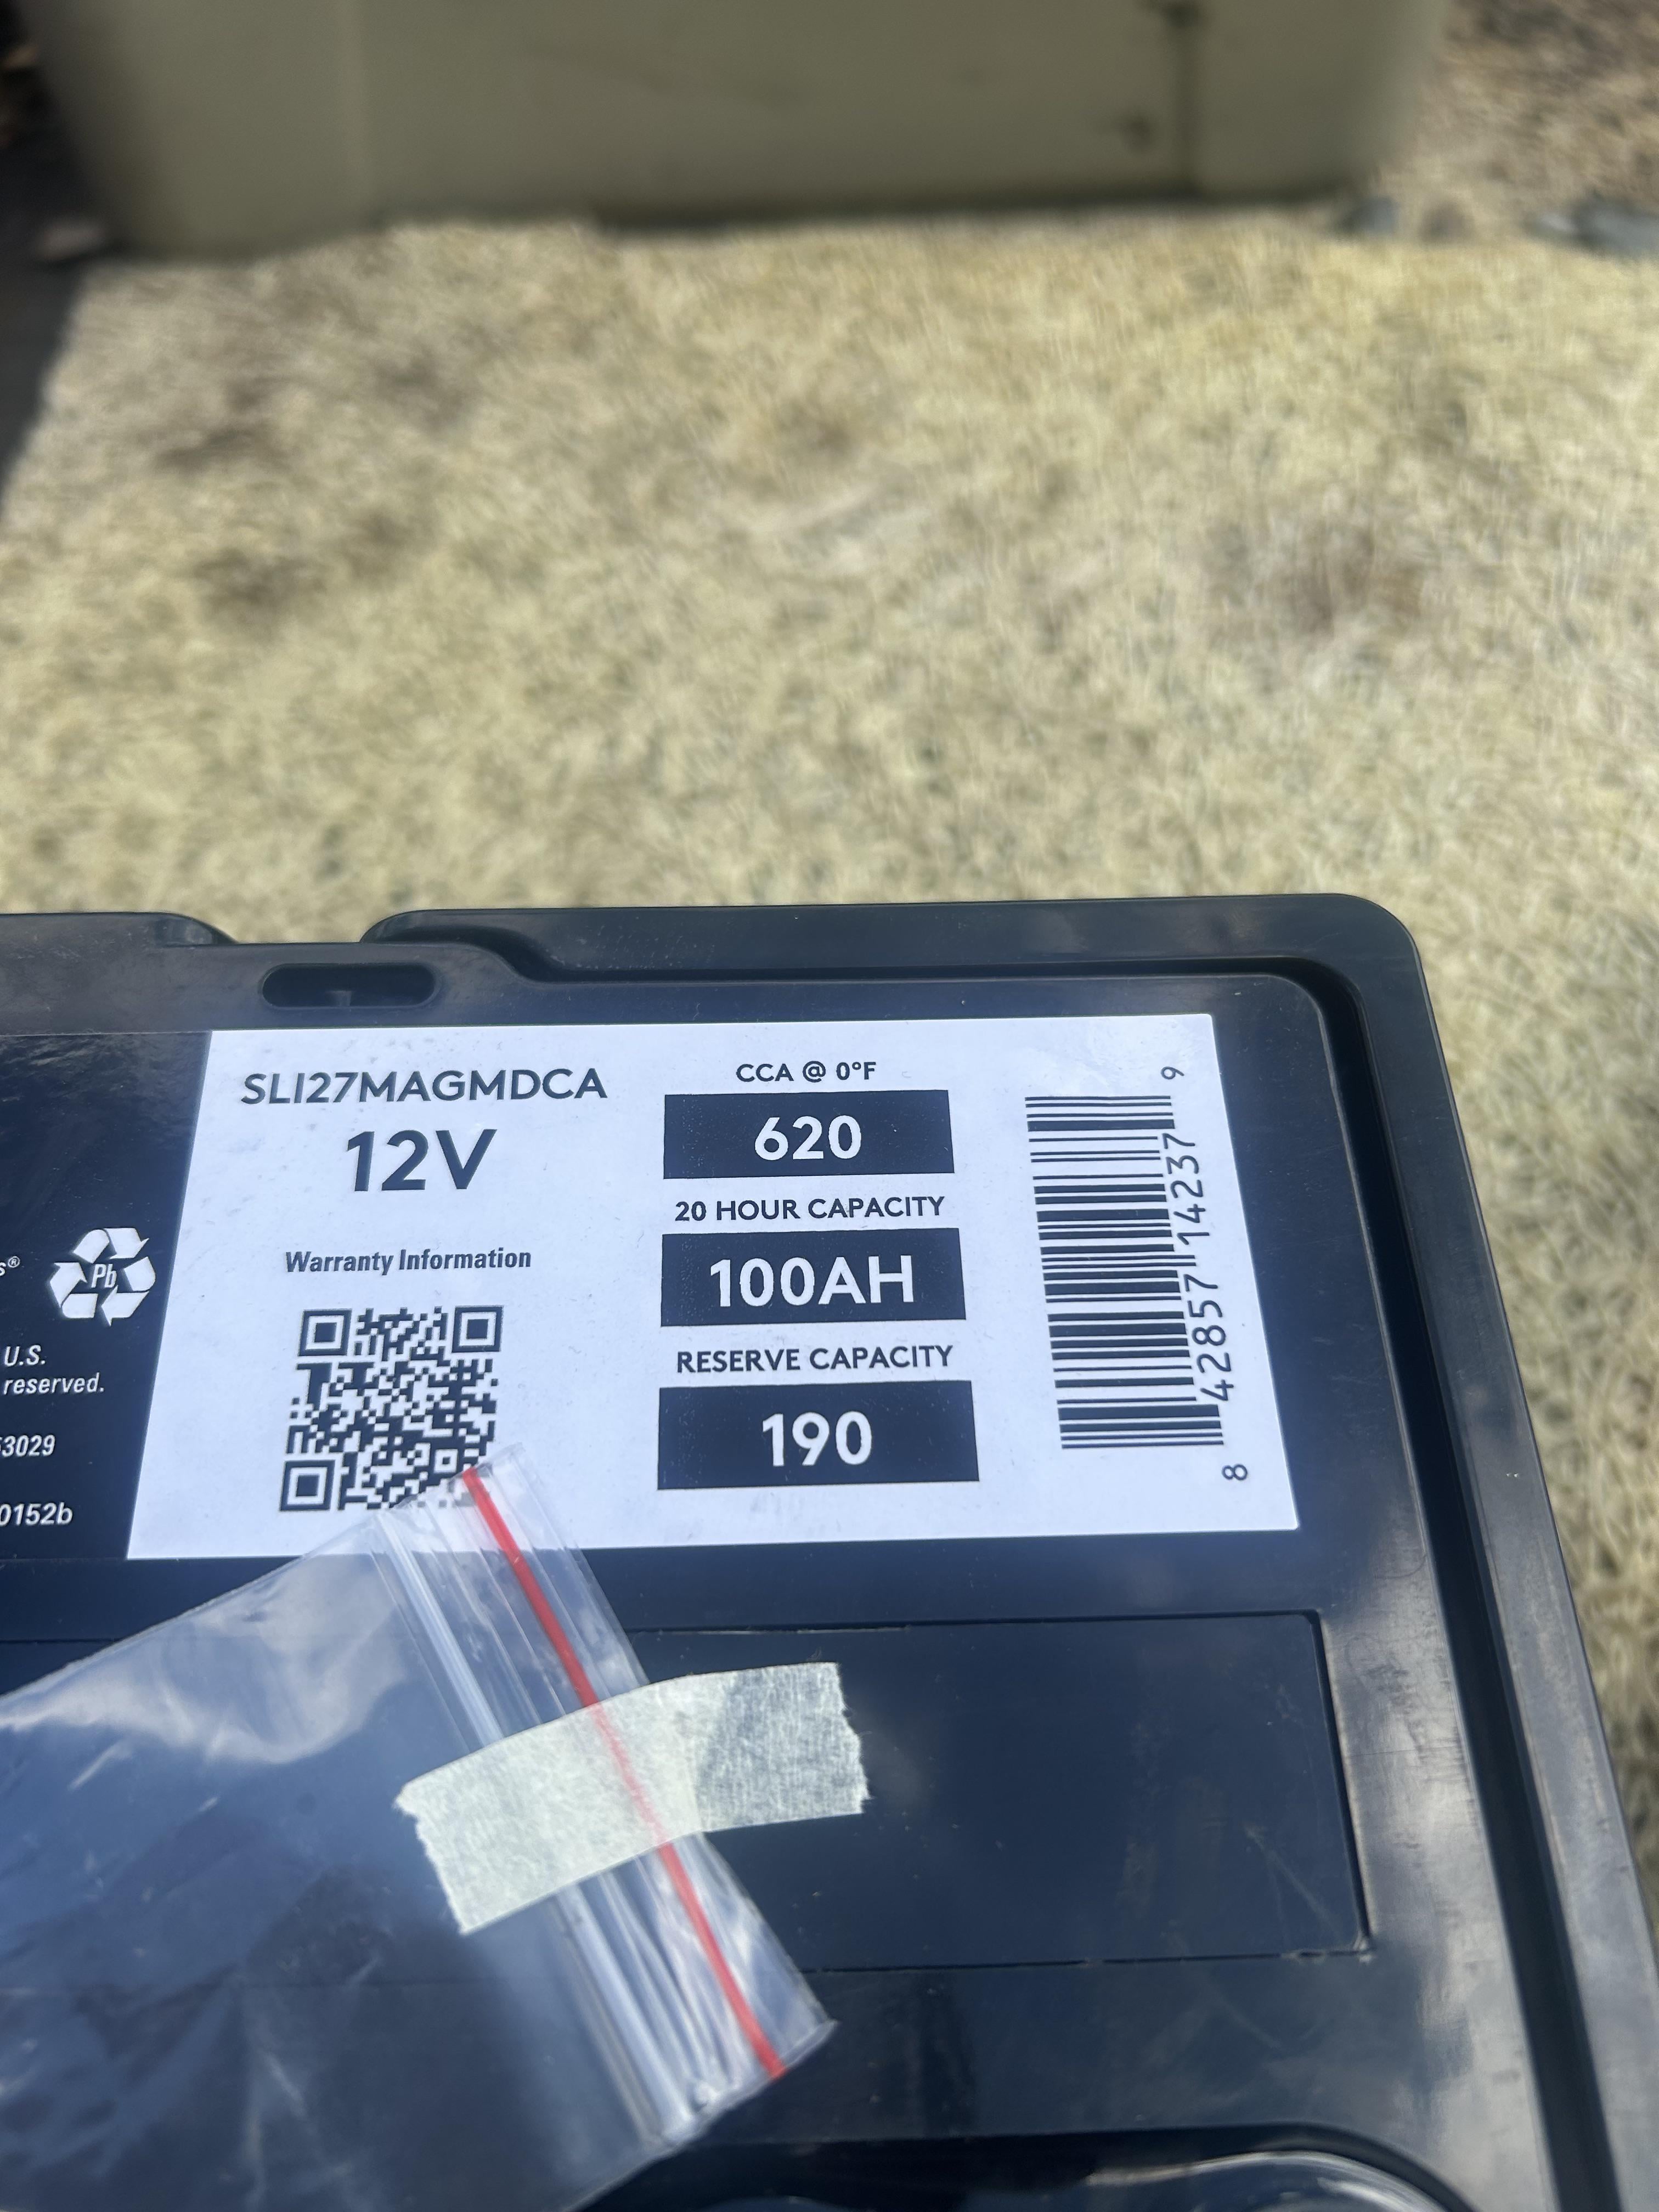 SLI27MAGMDCA
12V
Warranty Information
CCA @ 0°F
620
20 HOUR CAPACITY
100AH
RESERVE CAPACITY
190
8 42857 14237 9
Pb
U.S.
reserved.
3029
0152b